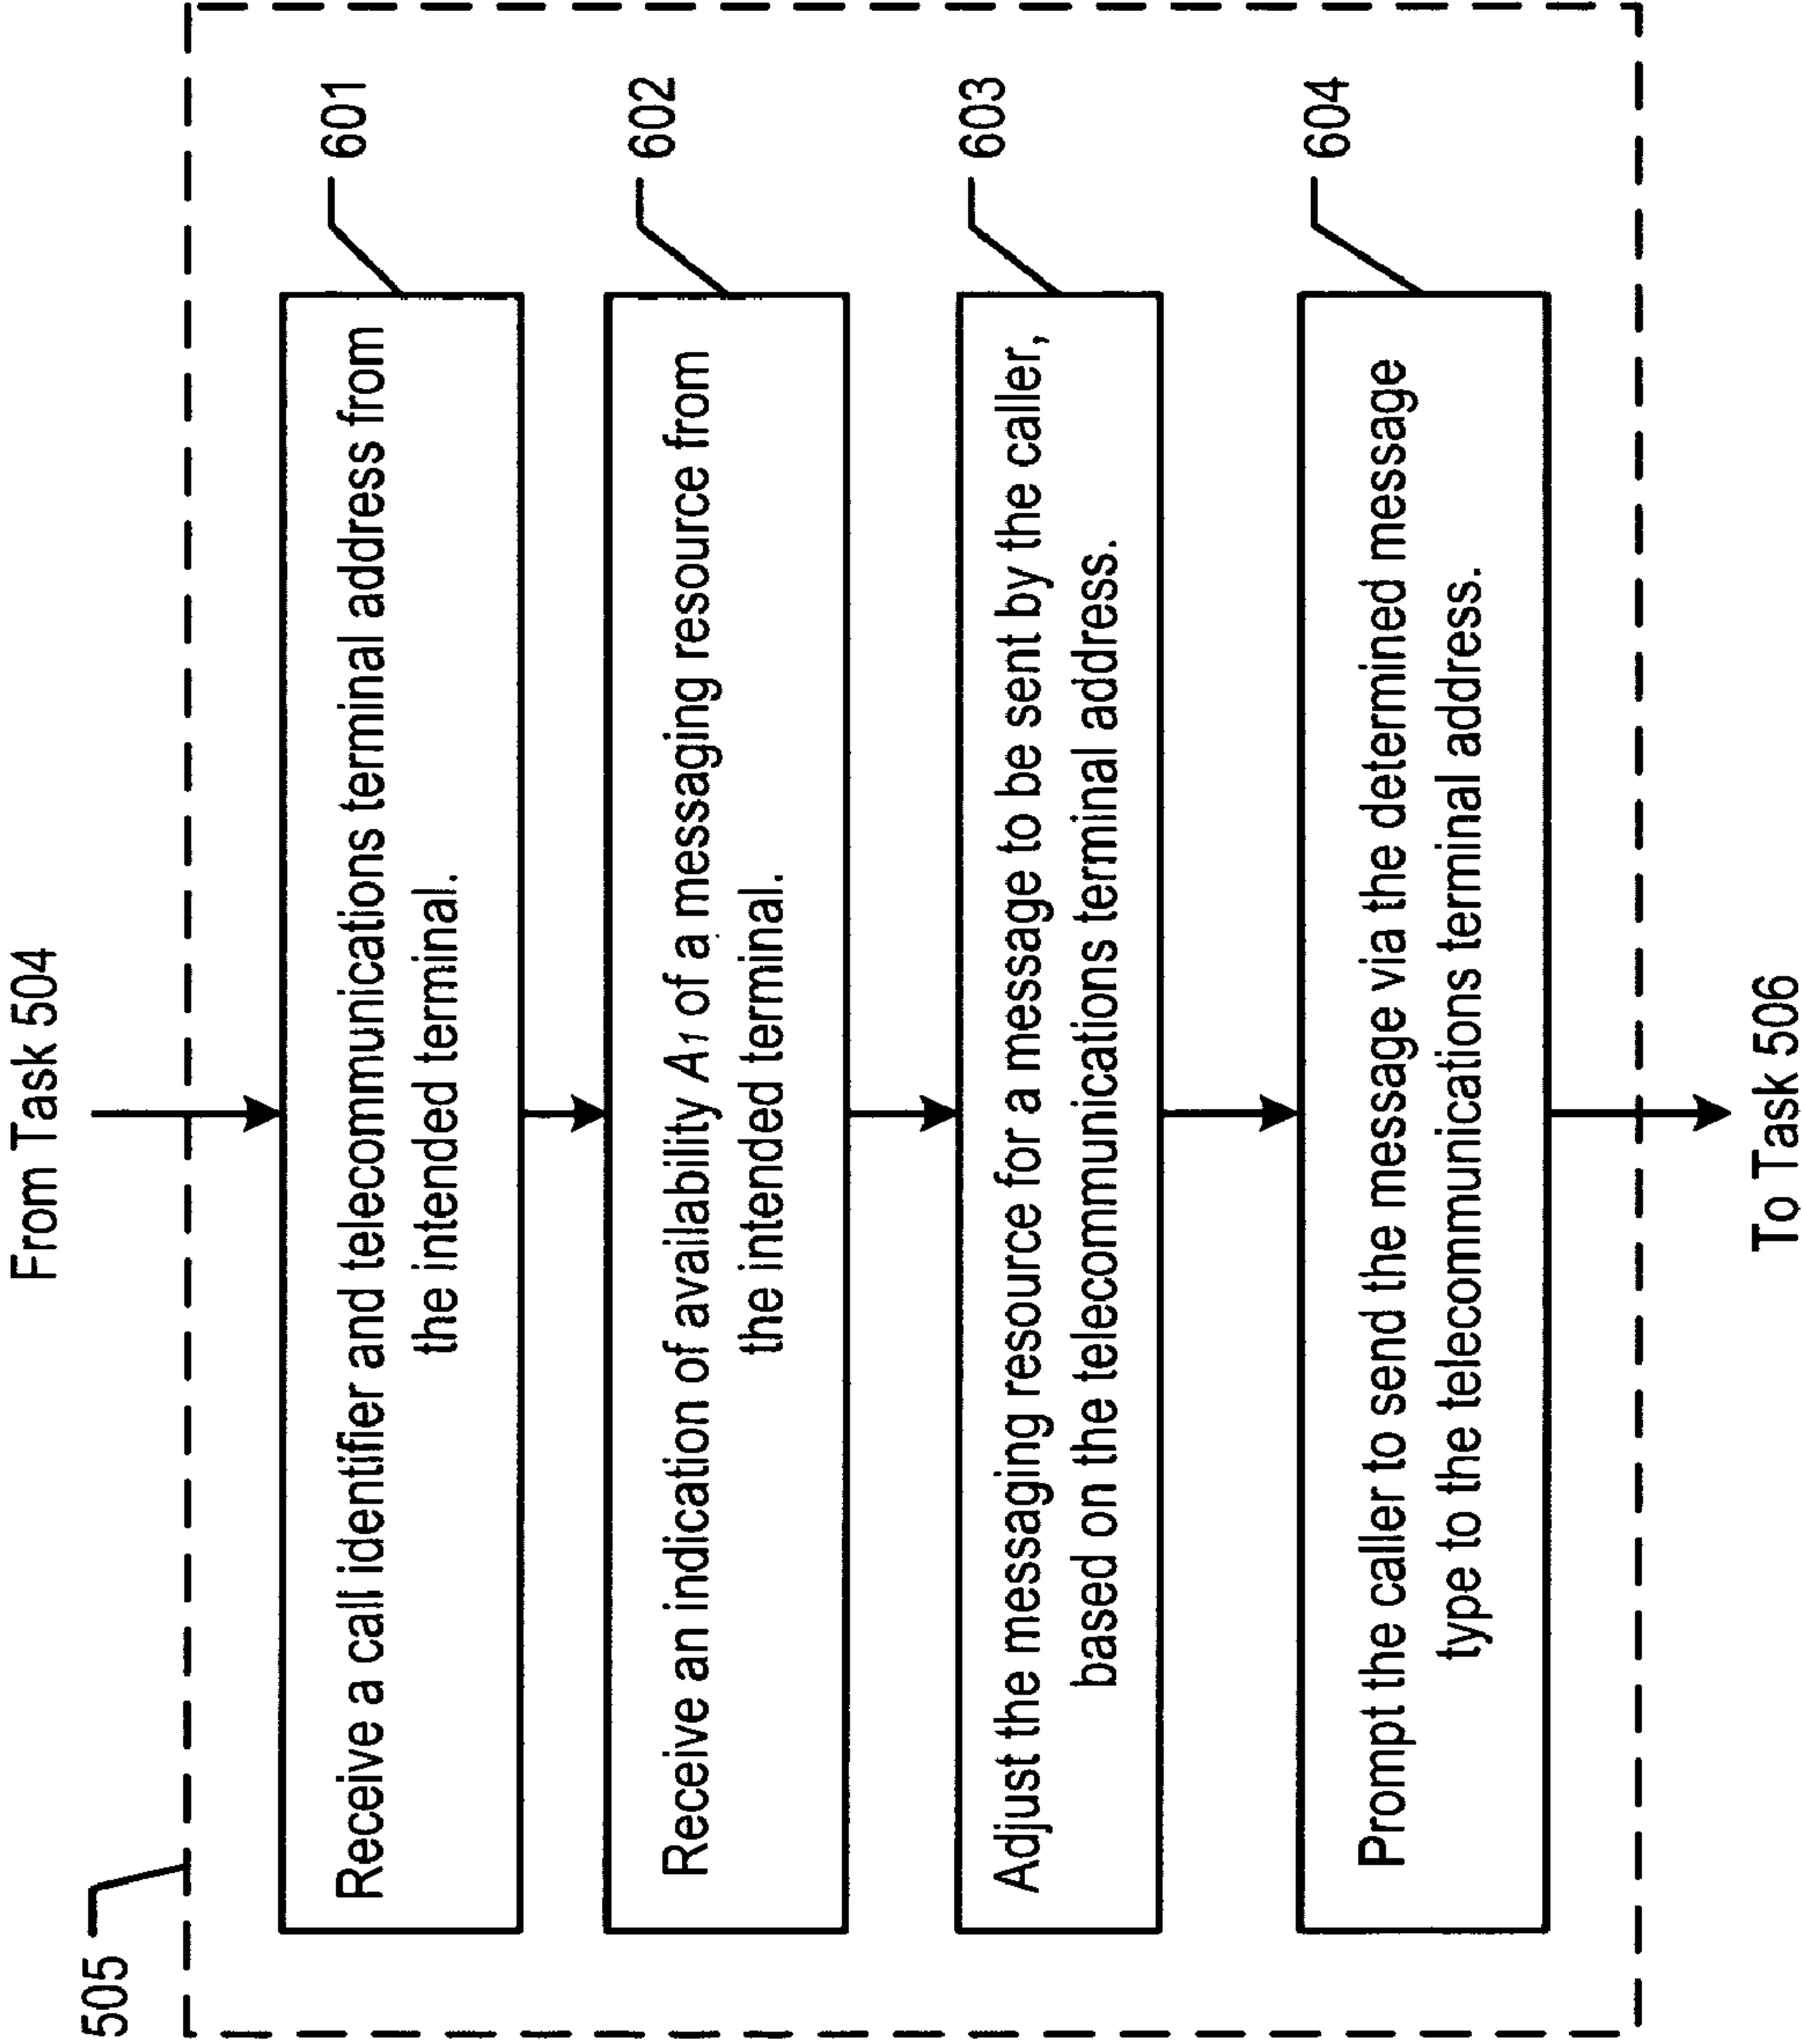 From Task 504
505
Receive a call identifier and telecommunications terminal address from
the intended terminal.
601
Receive an indication of availability A1 of a messaging resource from
the intended terminal.
602
Adjust the messaging resource for a message to be sent by the caller,
based on the telecommunications terminal address.
603
Prompt the caller to send the message via the determined message
type to the telecommunications terminal address.
604
To Task 506